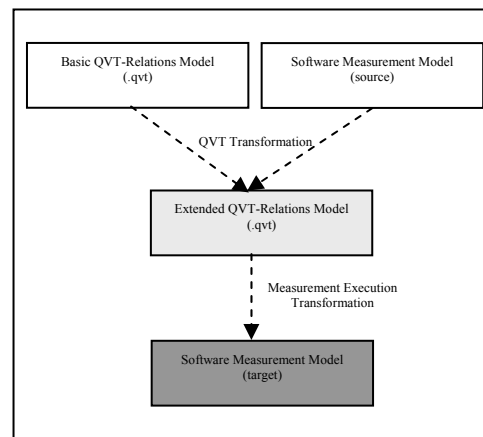 Basic QVT-Relations Model
(.qvt)
Software Measurement Model
(source)
QVT Transformation
Extended QVT-Relations Model
(.qvt)
Measurement Execution
Transformation
Software Measurement Model
(target)